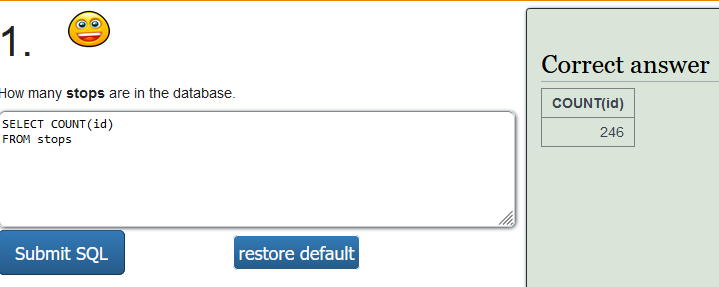 1.
How many stops are in the database.
SELECT COUNT(id)
FROM stops
Submit SQL
restore default
Correct answer
COUNT(id)
246